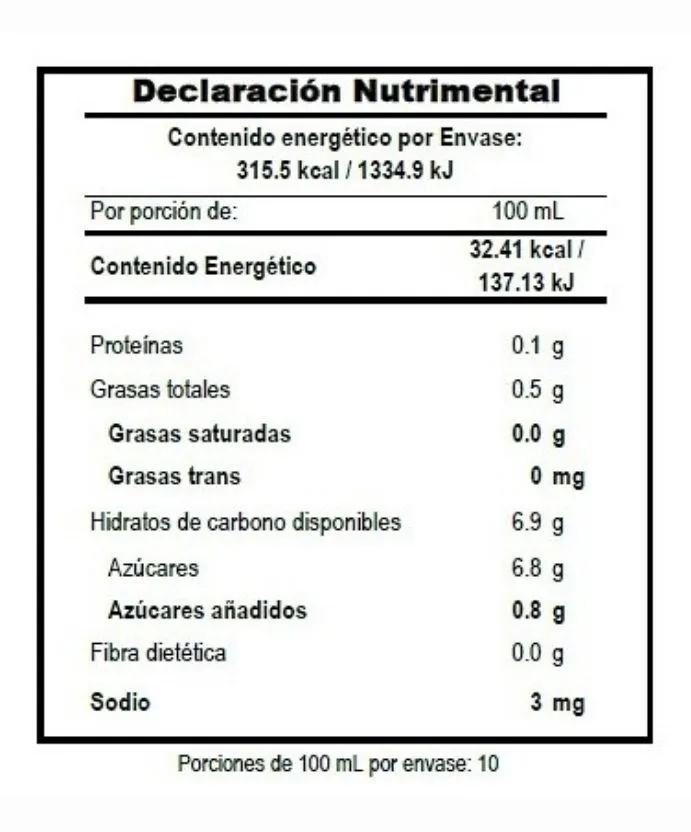 Declaración Nutrimental
Contenido energético por Envase:
315.5 kcal / 1334.9 kJ
Por porción de: 100 mL
Contenido Energético 32.41 kcal / 137.13 kJ
Proteínas 0.1 g
Grasas totales 0.5 g
Grasas saturadas 0.0 g
Grasas trans 0 mg
Hidratos de carbono disponibles 6.9 g
Azúcares 6.8 g
Azúcares añadidos 0.8 g
Fibra dietética 0.0 g
Sodio 3 mg
Porciones de 100 mL por envase: 10